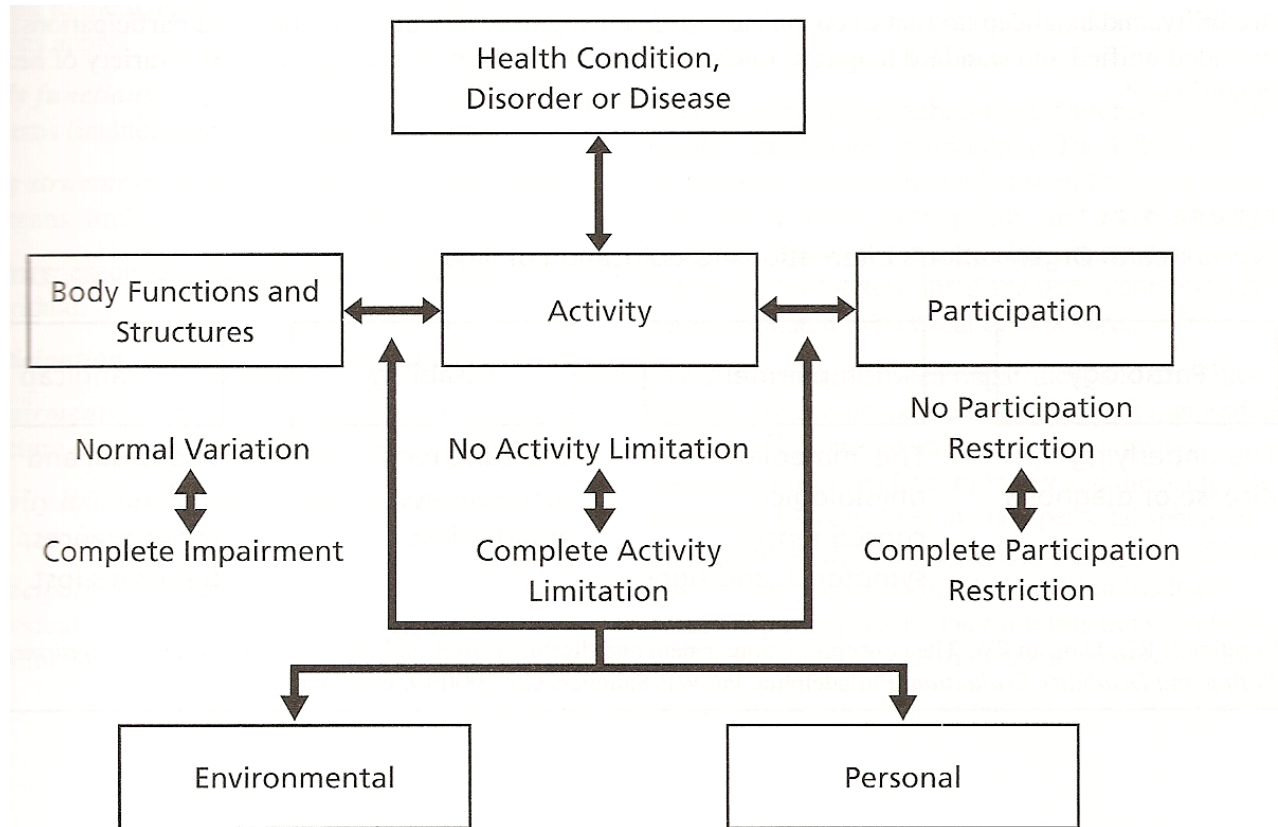 Health Condition,
Disorder or Disease
Body Functions and
Structures
Activity
Participation
Normal Variation
Complete Impairment
No Activity Limitation
Complete Activity
Limitation
No Participation
Restriction
Complete Participation
Restriction
Environmental
Personal